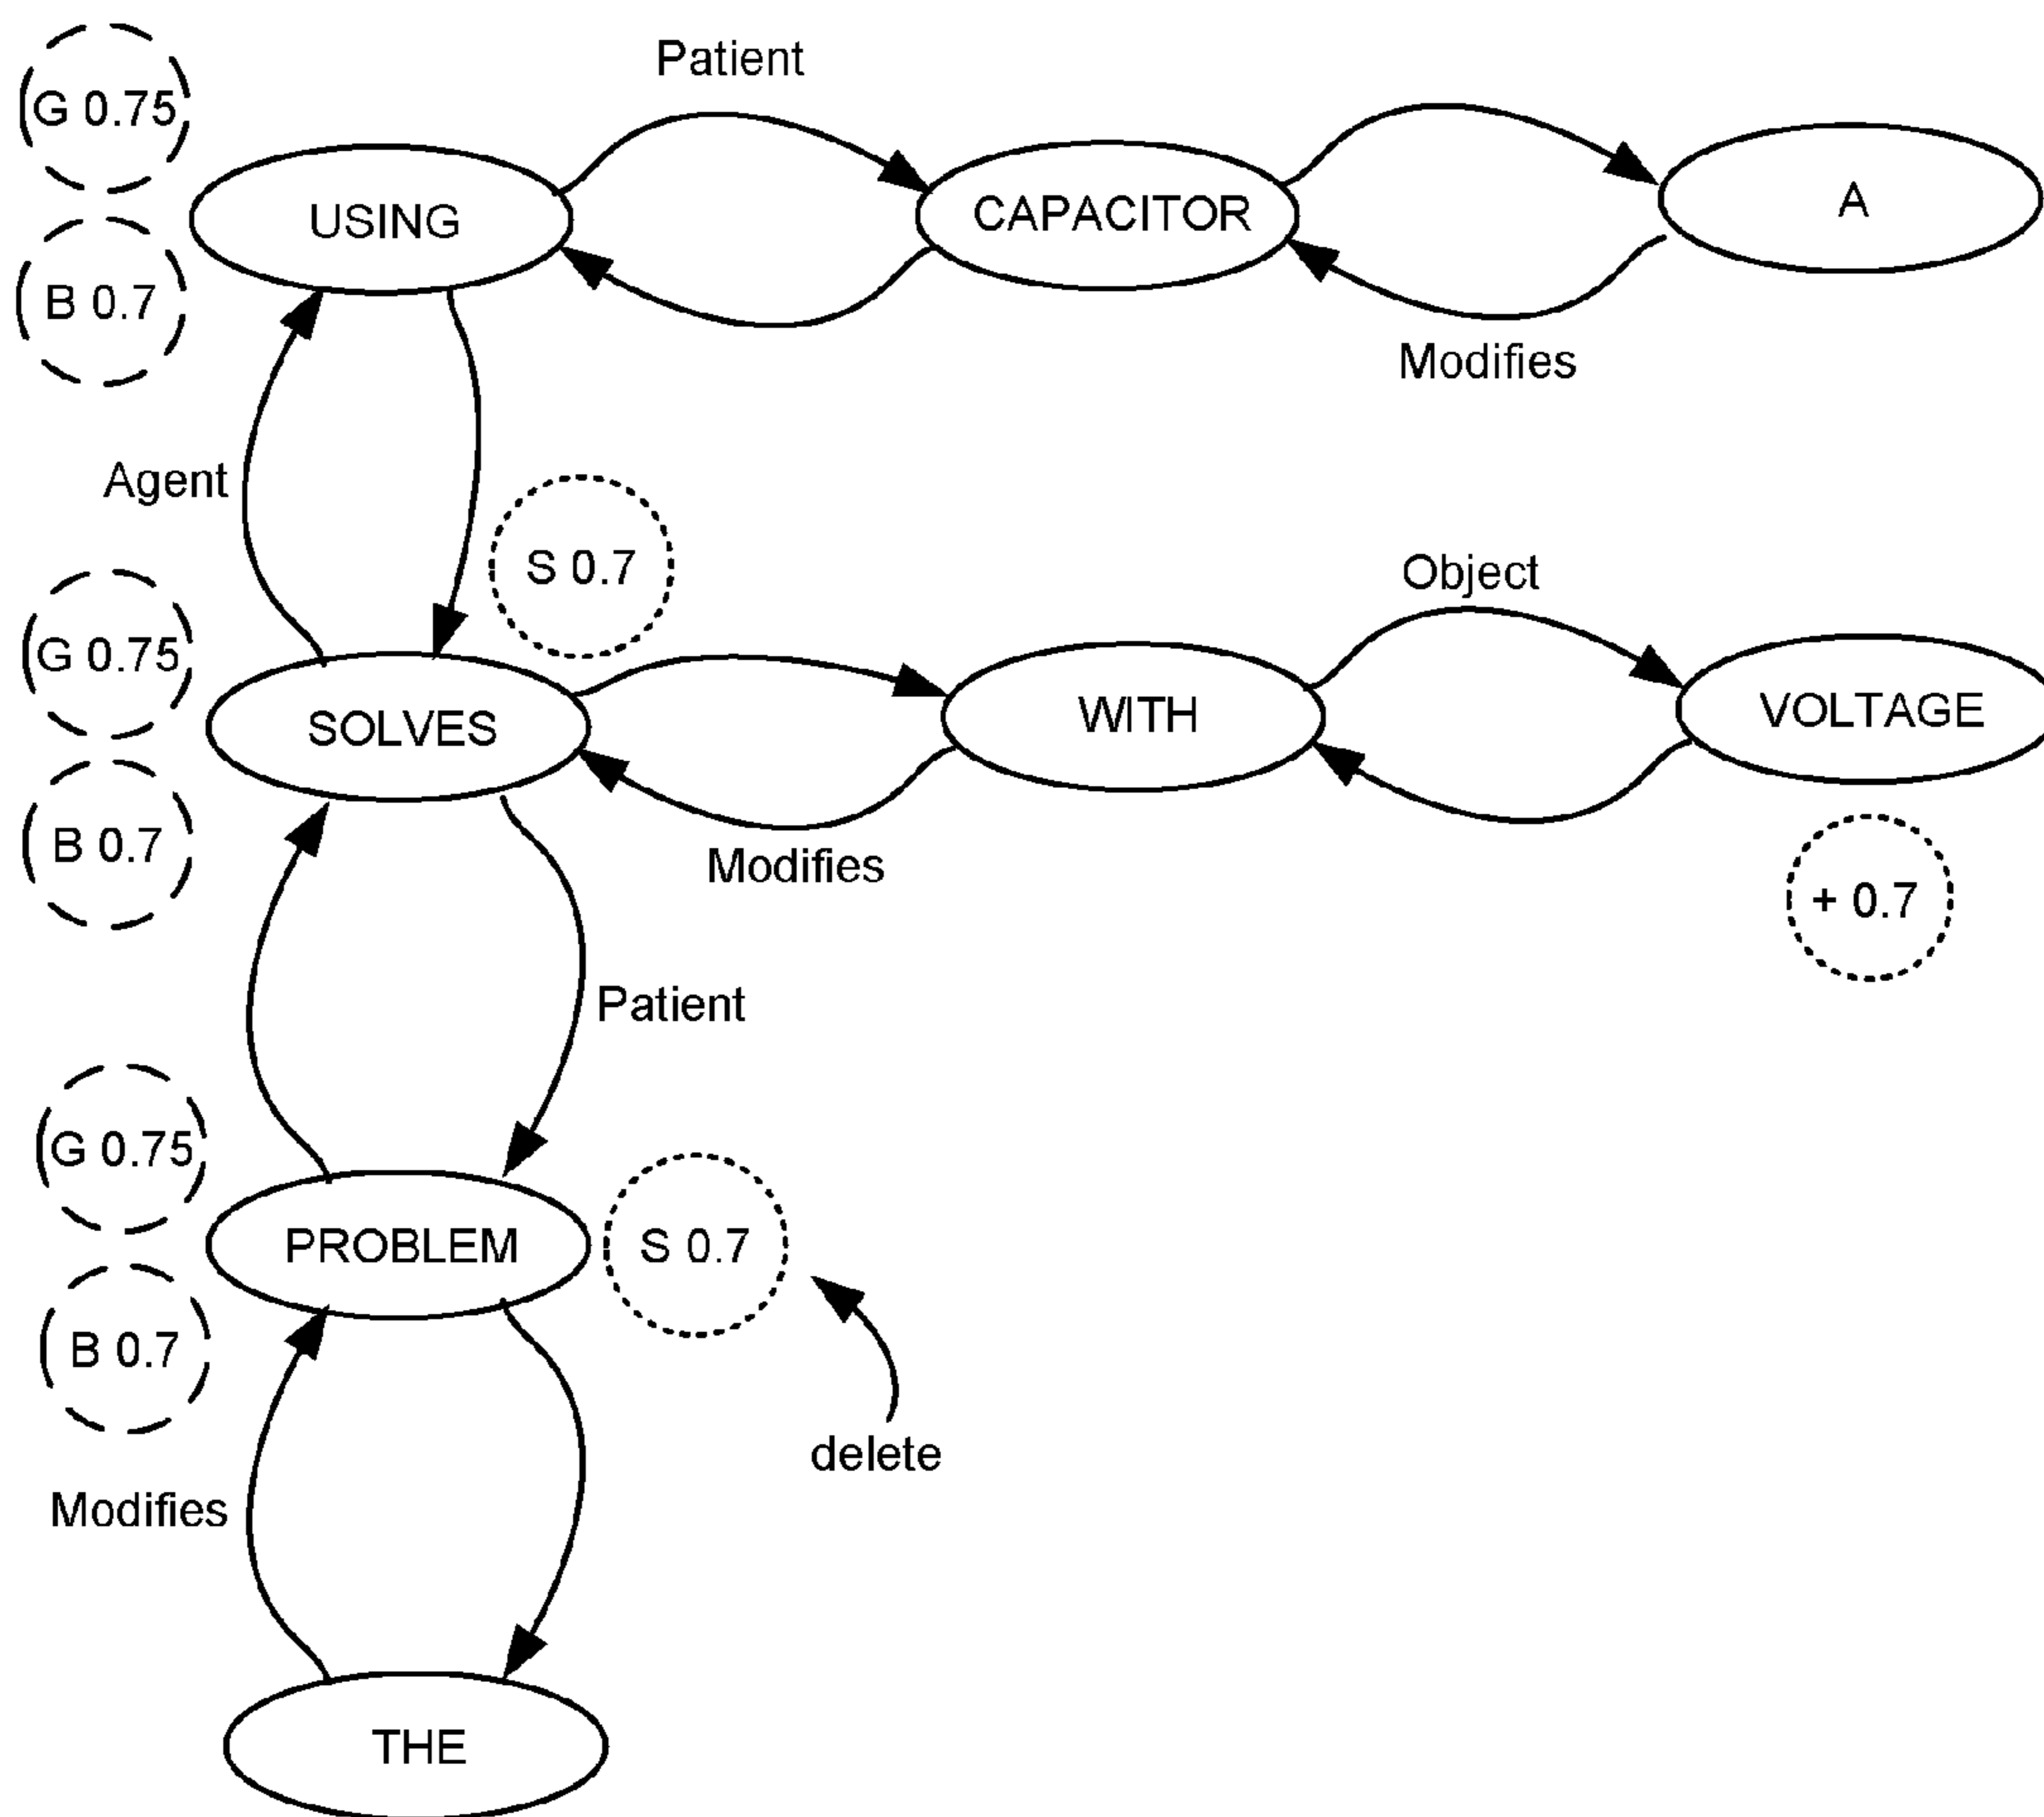 Patient
G 0.75
USING
CAPACITOR
A
B 0.7
Modifies
Agent
S 0.7
Object
G 0.75
SOLVES
WITH
VOLTAGE
B 0.7
Modifies
+ 0.7
Patient
G 0.75
PROBLEM
S 0.7
B 0.7
delete
Modifies
THE